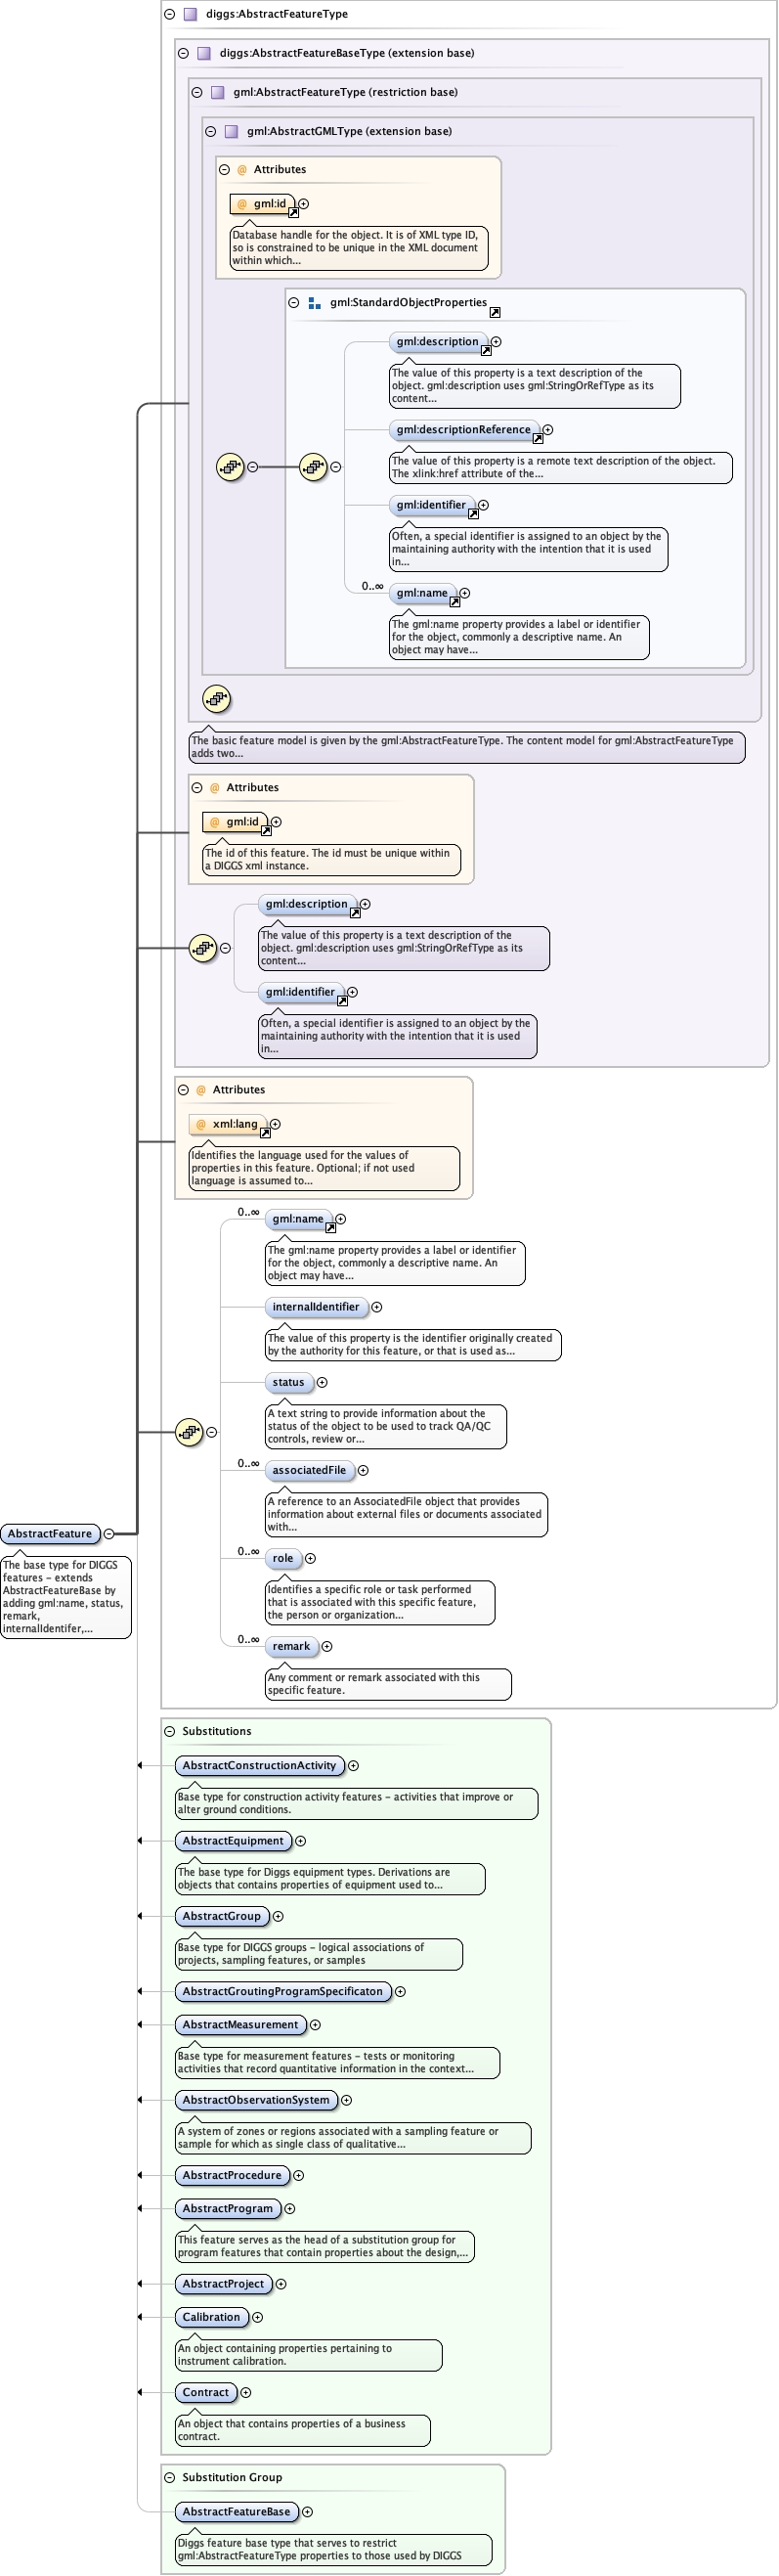 diggs:AbstractFeatureType
diggs:AbstractFeatureBaseType (extension base)
gml:AbstractFeatureType (restriction base)
gml:AbstractGMLType (extension base)
@ Attributes
@ gml:id
Database handle for the object. It is of XML type ID,
so is constrained to be unique in the XML document
within which...
gml:StandardObjectProperties
gml:description
The value of this property is a text description of the
object. gml:description uses gml:StringOrRefType as its
content...
gml:descriptionReference
The value of this property is a remote text description of the object.
The xlink:href attribute of the...
gml:identifier
Often, a special identifier is assigned to an object by the
maintaining authority with the intention that it is used
in...
0..∞
gml:name
The gml:name property provides a label or identifier
for the object, commonly a descriptive name. An
object may have...
The basic feature model is given by the gml:AbstractFeatureType. The content model for gml:AbstractFeatureType
adds two...
@ Attributes
@ gml:id
The id of this feature. The id must be unique within
a DIGGS xml instance.
gml:description
The value of this property is a text description of the
object. gml:description uses gml:StringOrRefType as its
content...
gml:identifier
Often, a special identifier is assigned to an object by the
maintaining authority with the intention that it is used
in...
@ Attributes
@ xml:lang
Identifies the language used for the values of
properties in this feature. Optional; if not used
language is assumed to...
0..∞
gml:name
The gml:name property provides a label or identifier
for the object, commonly a descriptive name. An
object may have...
internalIdentifier
The value of this property is the identifier originally created
by the authority for this feature, or that is used as...
status
A text string to provide information about the
status of the object to be used to track QA/QC
controls, review or...
0..∞
associatedFile
A reference to an AssociatedFile object that provides
information about external files or documents associated
with...
0..∞
role
Identifies a specific role or task performed
that is associated with this specific feature,
the person or organization...
0..∞
remark
Any comment or remark associated with this
specific feature.
AbstractFeature
The base type for DIGGS
features - extends
AbstractFeatureBase by
adding gml:name, status,
remark,
internalIdentifer,...
Substitutions
AbstractConstructionActivity
Base type for construction activity features - activities that improve or
alter ground conditions.
AbstractEquipment
The base type for Diggs equipment types. Derivations are
objects that contains properties of equipment used to...
AbstractGroup
Base type for DIGGS groups - logical associations of
projects, sampling features, or samples
AbstractGroutingProgramSpecificaton
AbstractMeasurement
Base type for measurement features - tests or monitoring
activities that record quantitative information in the context...
AbstractObservationSystem
A system of zones or regions associated with a sampling feature or
sample for which as single class of qualitative...
AbstractProcedure
AbstractProgram
This feature serves as the head of a substitution group for
program features that contain properties about the design,...
AbstractProject
Calibration
An object containing properties pertaining to
instrument calibration.
Contract
An object that contains properties of a business
contract.
Substitution Group
AbstractFeatureBase
Diggs feature base type that serves to restrict
gml:AbstractFeatureType properties to those used by DIGGS